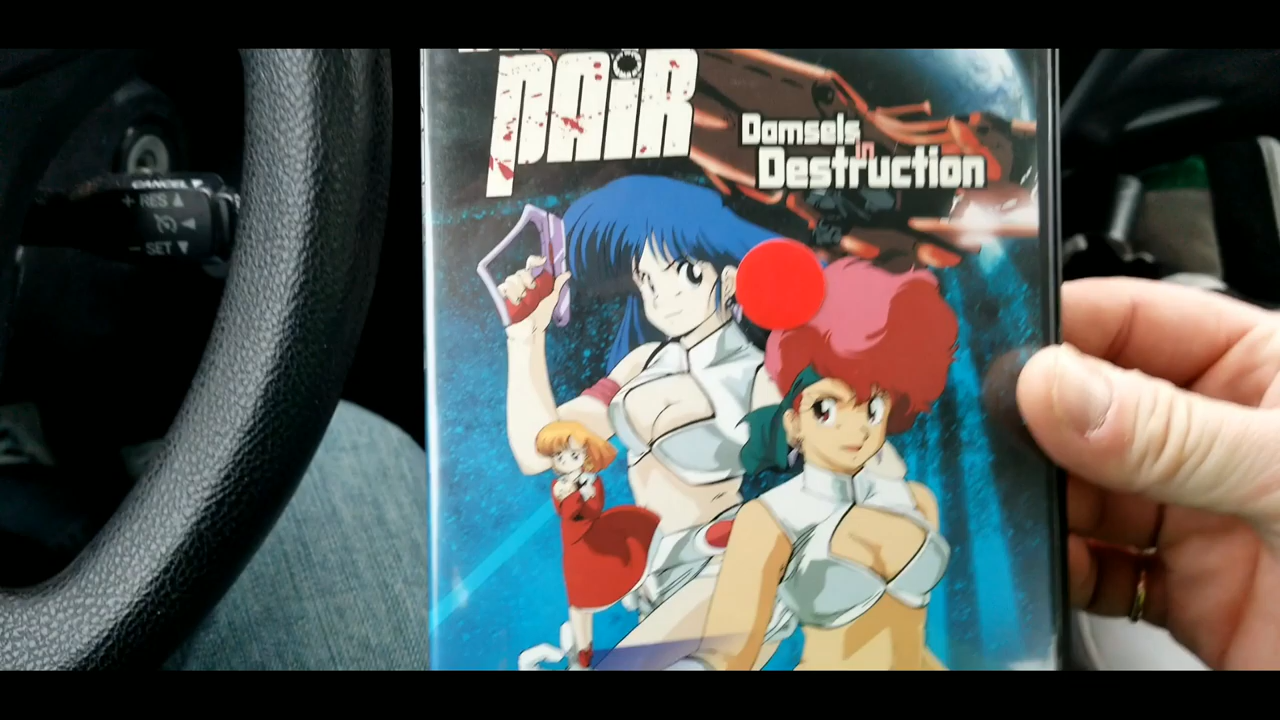 PAiR
Damsels
in
Destruction
CANCEL
+ RES ▲
◀
− SET ▼